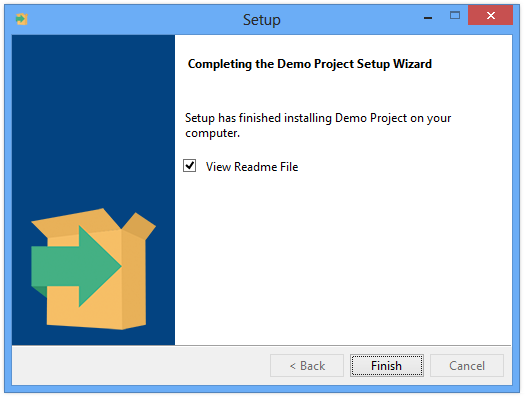 Setup
Completing the Demo Project Setup Wizard
Setup has finished installing Demo Project on your
computer.
View Readme File
< Back
Finish
Cancel